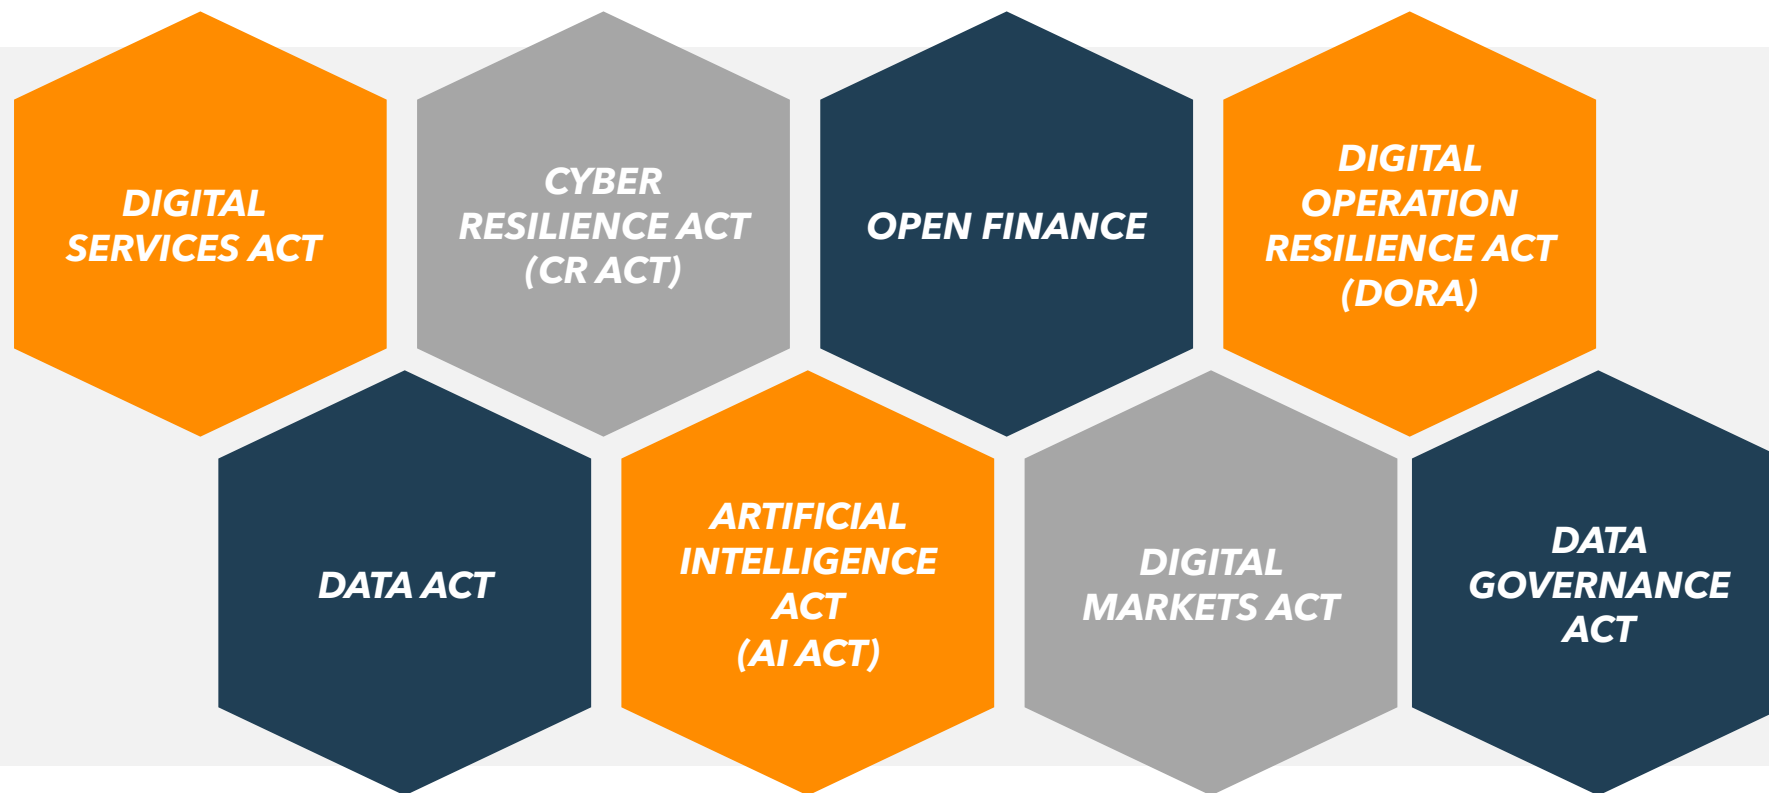 DIGITAL
SERVICES ACT
CYBER
RESILIENCE ACT
(CR ACT)
OPEN FINANCE
DIGITAL
OPERATION
RESILIENCE ACT
(DORA)
DATA ACT
ARTIFICIAL
INTELLIGENCE
ACT
(AI ACT)
DIGITAL
MARKETS ACT
DATA
GOVERNANCE
ACT